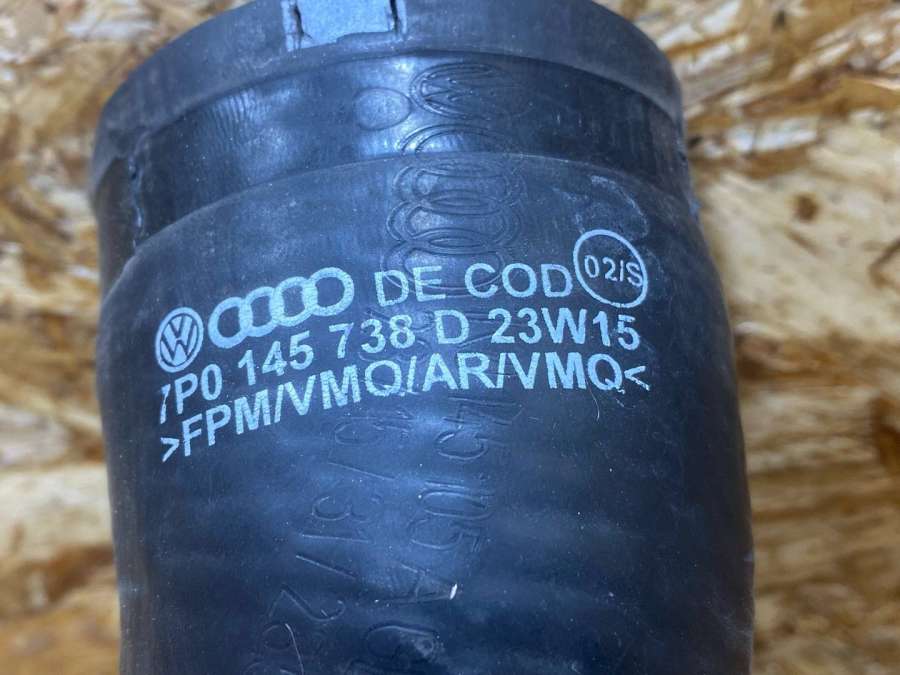 DE COD 02/S
7P0 145 738 D 23W15
>FPM/VMQ/AR/VMQ<